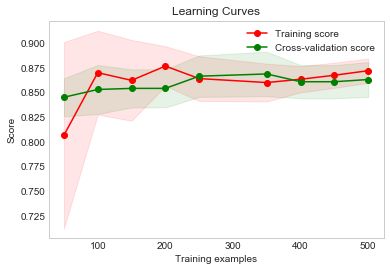 Learning Curves
Training score
Cross-validation score
0.900
0.875
0.850
0.825
0.800
0.775
0.750
0.725
Score
100
200
300
400
500
Training examples